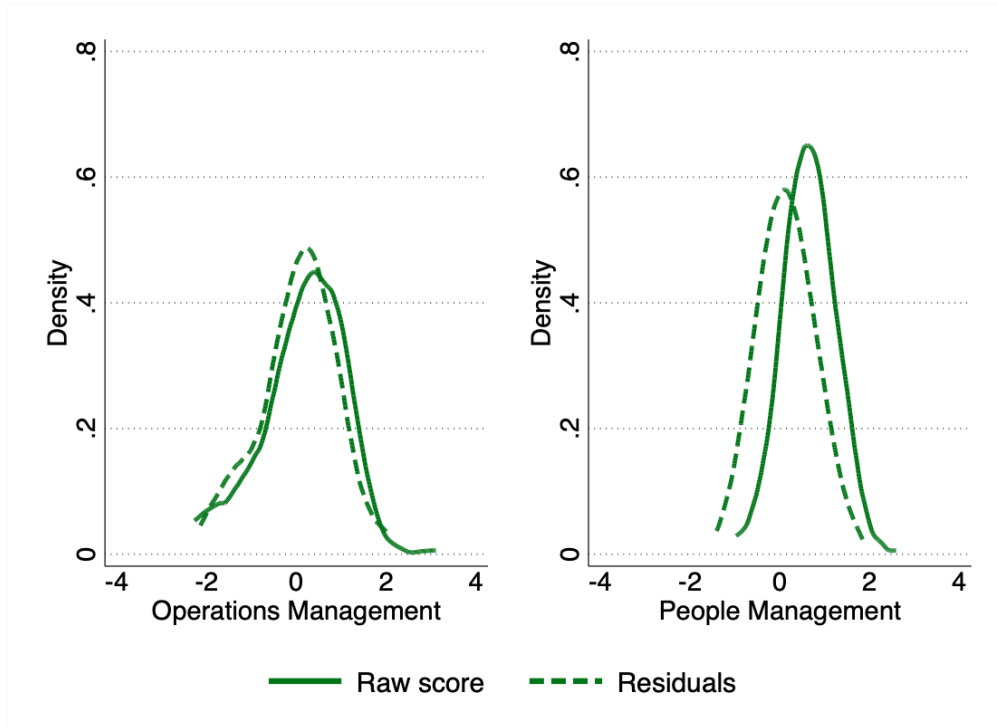 .8
.6
.4
.2
0
Density
-4 -2 0 2 4
Operations Management
.8
.6
.4
.2
0
Density
-4 -2 0 2 4
People Management
Raw score Residuals